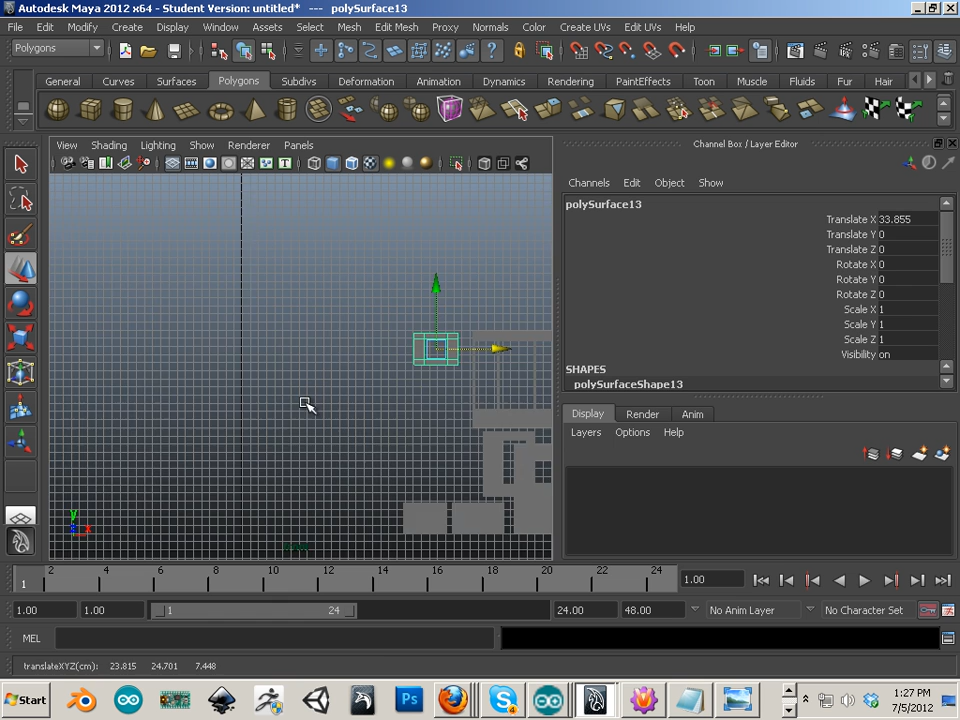 Autodesk Maya 2012 x64 - Student Version: untitled* --- polySurface13
File Edit Modify Create Display Window Assets Select Mesh Edit Mesh Proxy Normals Color Create UVs Edit UVs Help
Polygons
General Curves Surfaces Polygons Subdivs Deformation Animation Dynamics Rendering PaintEffects Toon Muscle Fluids Fur Hair
View Shading Lighting Show Renderer Panels
Channel Box / Layer Editor
Channels Edit Object Show
polySurface13
Translate X 33.855
Translate Y 0
Translate Z 0
Rotate X 0
Rotate Y 0
Rotate Z 0
Scale X 1
Scale Y 1
Scale Z 1
Visibility on
SHAPES
polySurfaceShape13
Display Render Anim
Layers Options Help
y
x
2 4 6 8 10 12 14 16 18 20 22 24
1
1.00
1.00 1.00 1 24 24.00 48.00 No Anim Layer No Character Set
MEL
translateXYZ(cm): 23.815 24.701 7.448
Start
1:27 PM
7/5/2012